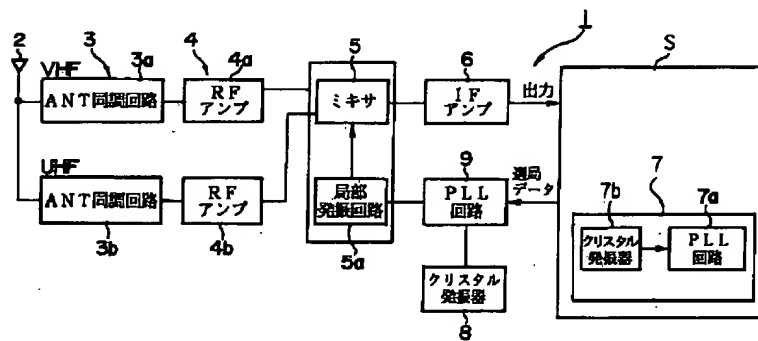 1
2
VHF
3
3a
ANT同調回路
4
4a
RF
アンプ
5
ミキサ
6
IF
アンプ
出力
S
UHF
ANT同調回路
3b
RF
アンプ
4b
局部
発振回路
5a
9
PLL
回路
選局
データ
クリスタル
発振器
8
7
7b
クリスタル
発振器
7a
PLL
回路